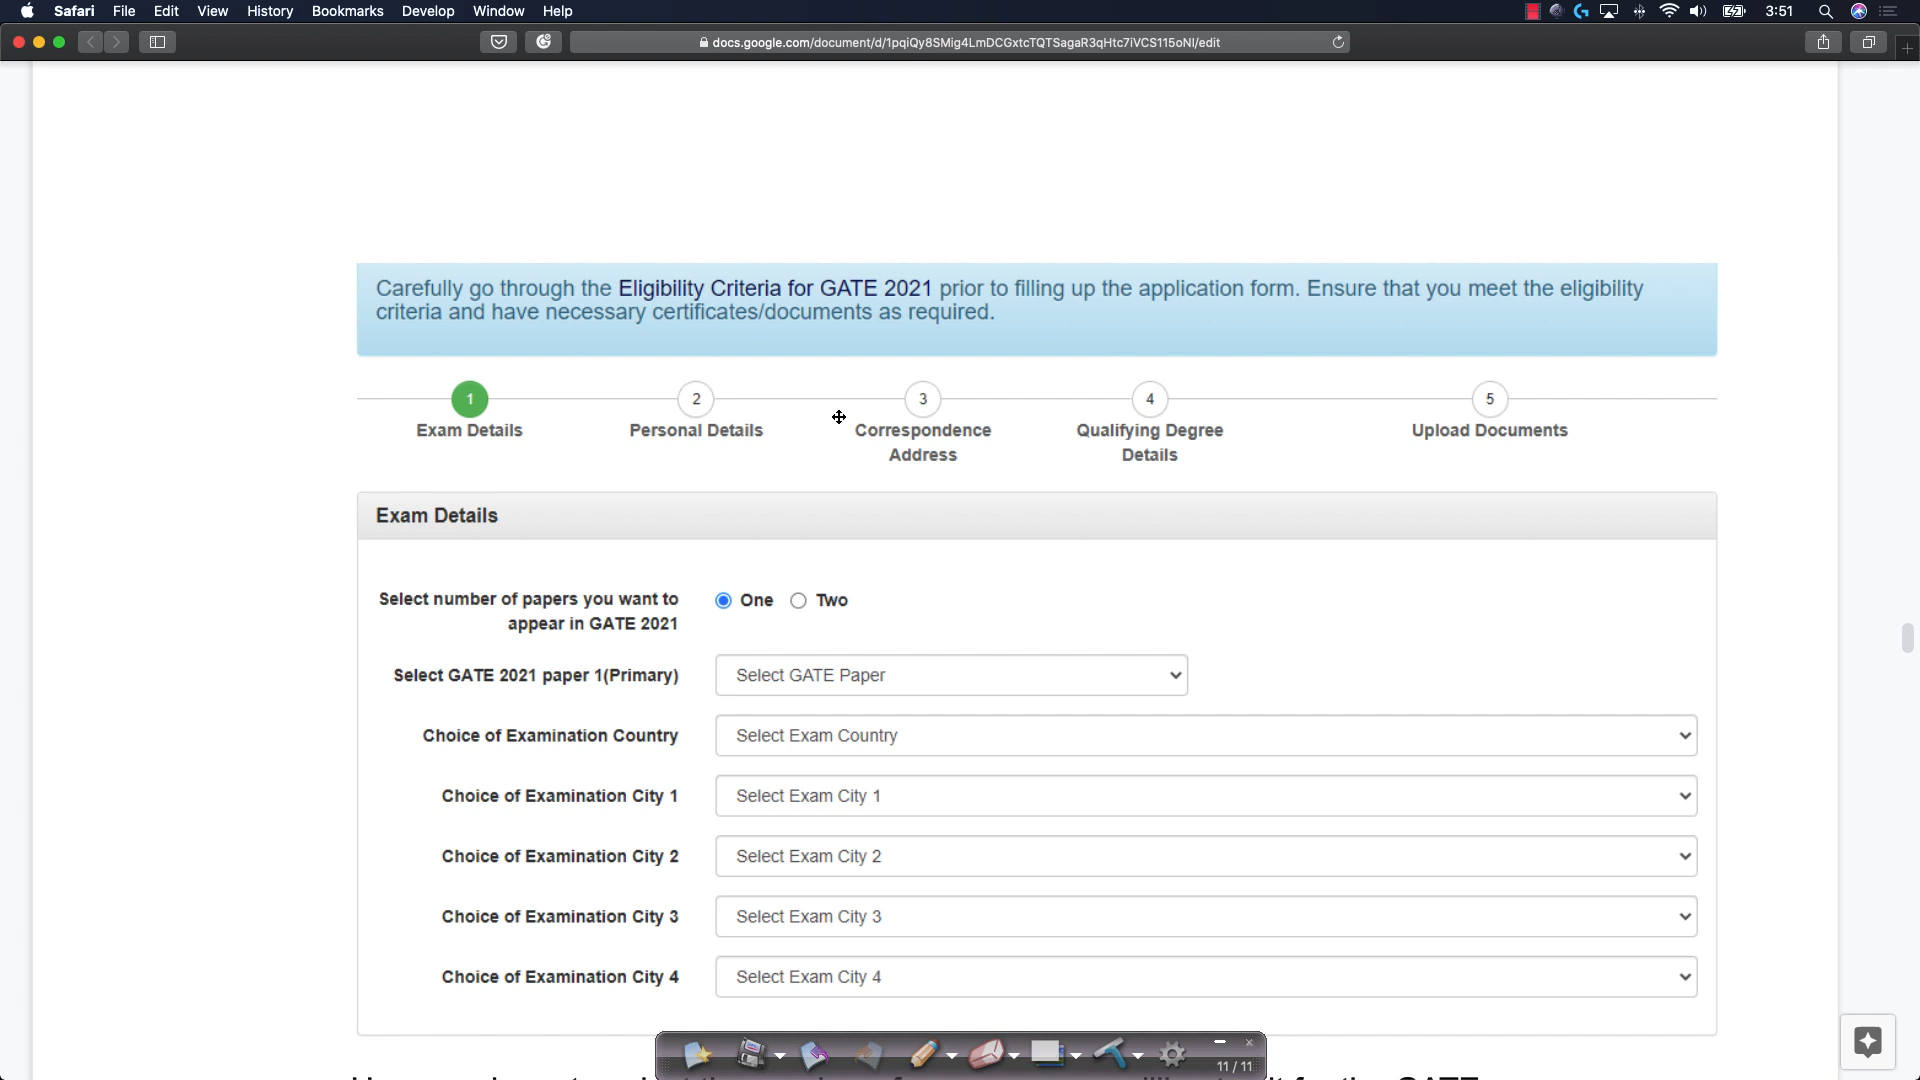 Safari File Edit View History Bookmarks Develop Window Help 3:51
docs.google.com/document/d/1pqiQy8SMig4LmDCGxtcTQTSagaR3qHtc7iVCS115oNI/edit
Carefully go through the Eligibility Criteria for GATE 2021 prior to filling up the application form. Ensure that you meet the eligibility
criteria and have necessary certificates/documents as required.
1 2 3 4 5
Exam Details Personal Details Correspondence Qualifying Degree Upload Documents
Address Details
Exam Details
Select number of papers you want to One Two
appear in GATE 2021
Select GATE 2021 paper 1(Primary) Select GATE Paper
Choice of Examination Country Select Exam Country
Choice of Examination City 1 Select Exam City 1
Choice of Examination City 2 Select Exam City 2
Choice of Examination City 3 Select Exam City 3
Choice of Examination City 4 Select Exam City 4
11 / 11